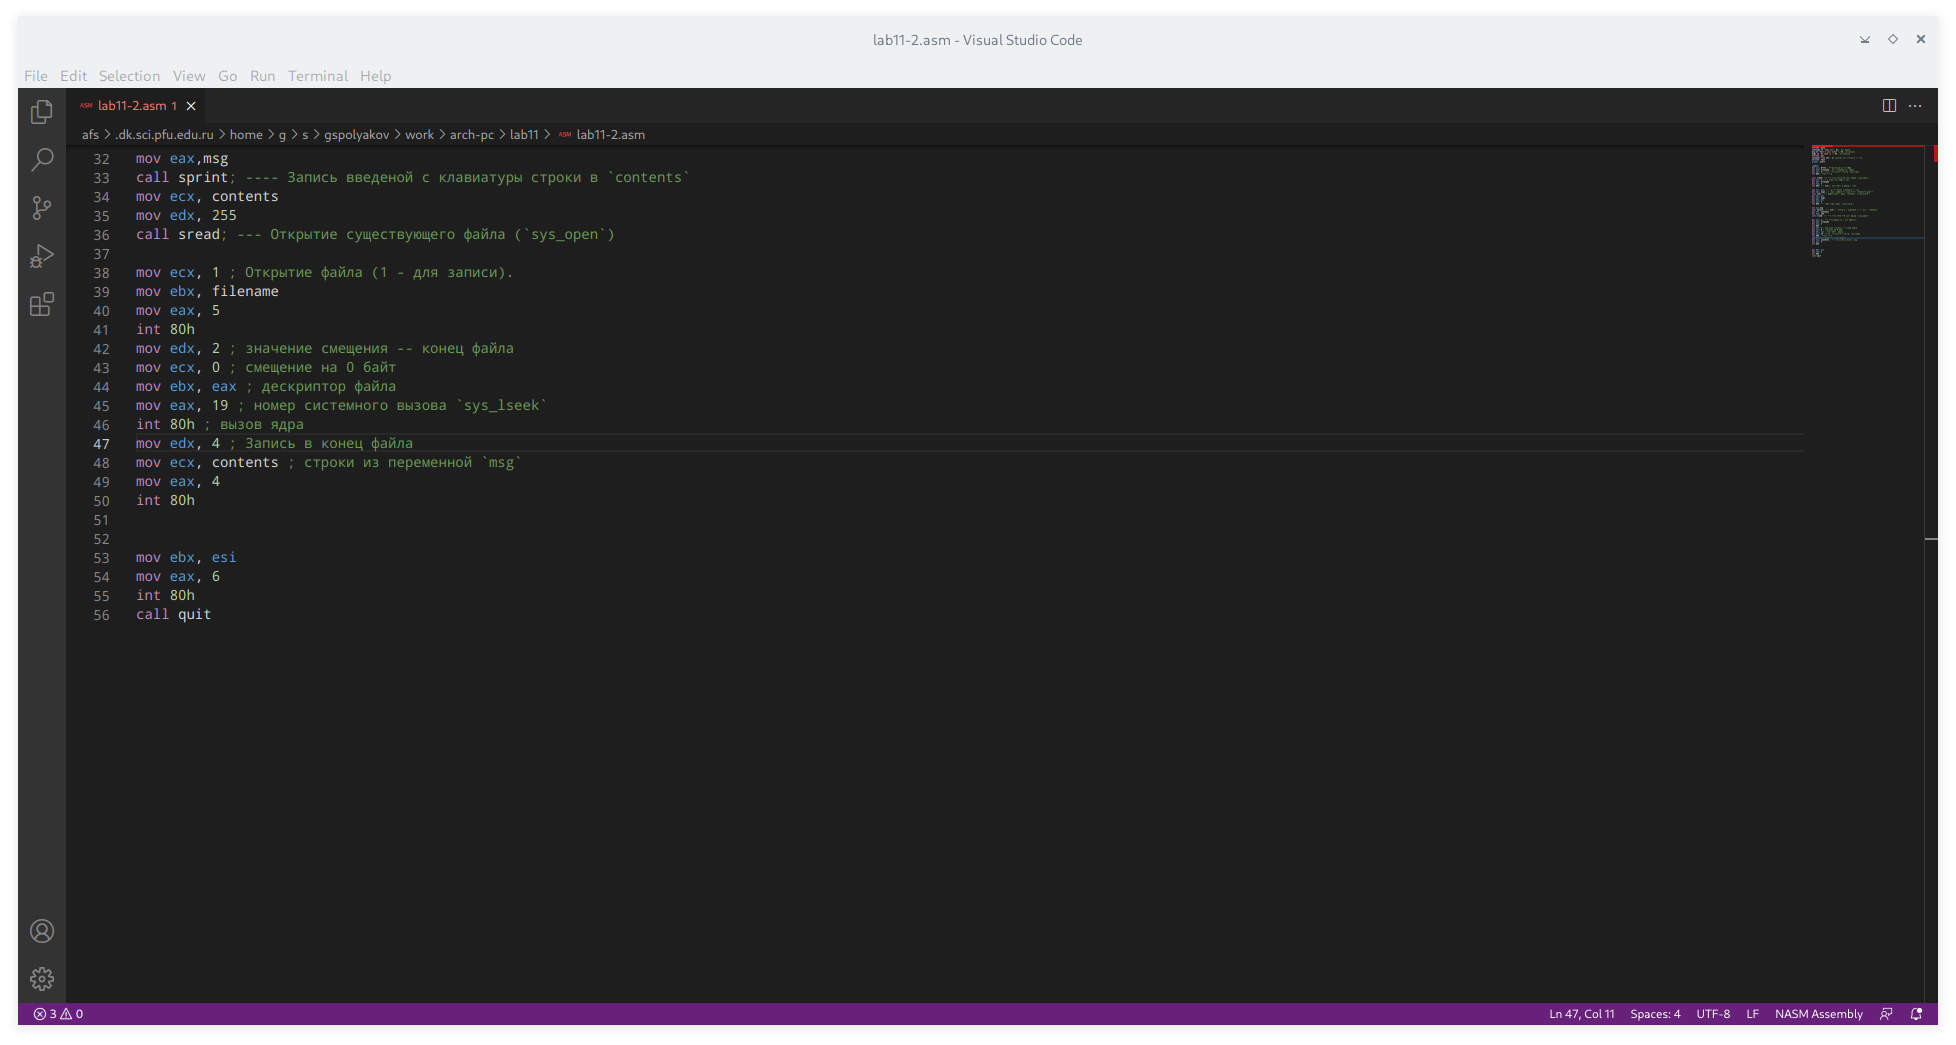 lab11-2.asm - Visual Studio Code
File Edit Selection View Go Run Terminal Help
ASM lab11-2.asm 1
afs > .dk.sci.pfu.edu.ru > home > g > s > gspolyakov > work > arch-pc > lab11 > ASM lab11-2.asm
32 mov eax,msg
33 call sprint; ---- Запись введеной с клавиатуры строки в `contents`
34 mov ecx, contents
35 mov edx, 255
36 call sread; --- Открытие существующего файла (`sys_open`)
37
38 mov ecx, 1 ; Открытие файла (1 - для записи).
39 mov ebx, filename
40 mov eax, 5
41 int 80h
42 mov edx, 2 ; значение смещения -- конец файла
43 mov ecx, 0 ; смещение на 0 байт
44 mov ebx, eax ; дескриптор файла
45 mov eax, 19 ; номер системного вызова `sys_lseek`
46 int 80h ; вызов ядра
47 mov edx, 4 ; Запись в конец файла
48 mov ecx, contents ; строки из переменной `msg`
49 mov eax, 4
50 int 80h
51
52
53 mov ebx, esi
54 mov eax, 6
55 int 80h
56 call quit
3 0 Ln 47, Col 11 Spaces: 4 UTF-8 LF NASM Assembly